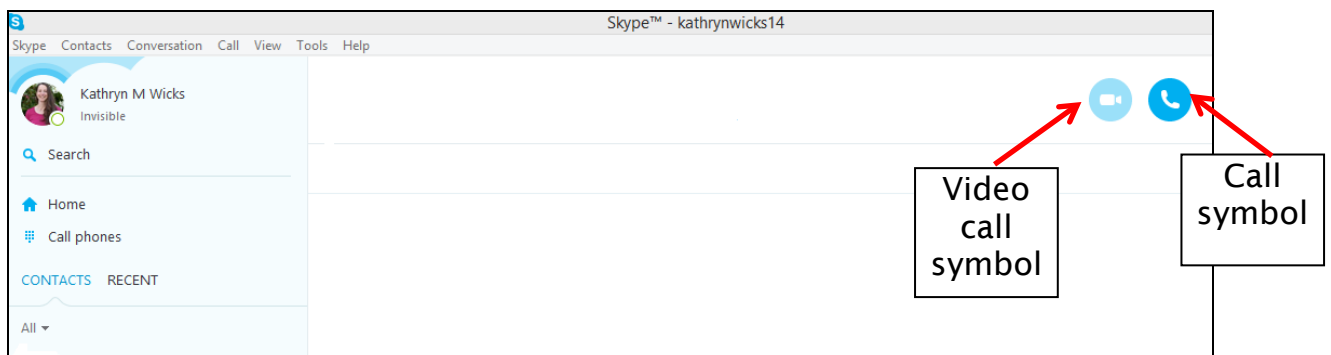 S
Skype™ - kathrynwicks14
Skype Contacts Conversation Call View Tools Help
Kathryn M Wicks
Invisible
Search
Home
Call phones
CONTACTS RECENT
All
Video
call
symbol
Call
symbol